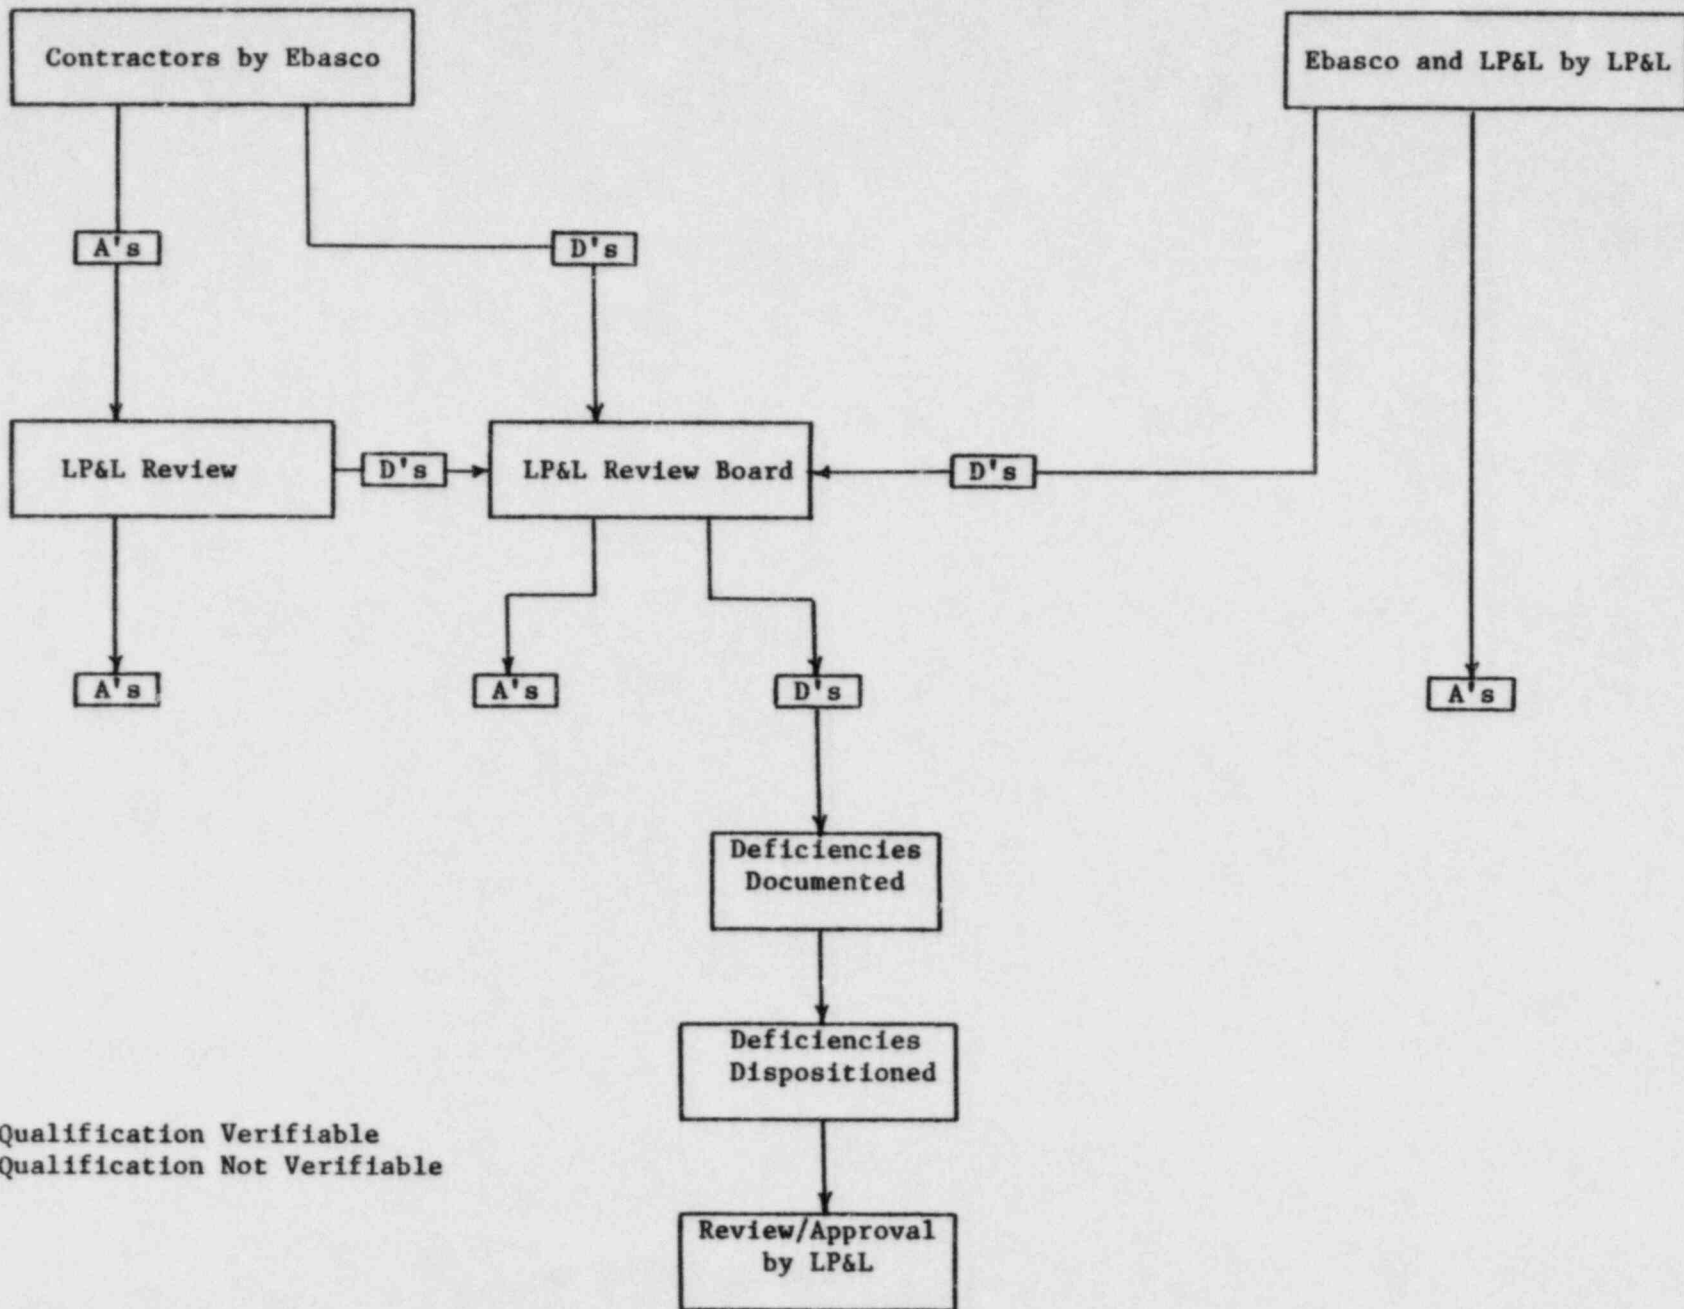 Contractors by Ebasco
Ebasco and LP&L by LP&L
A's
D's
LP&L Review
D's
LP&L Review Board
D's
A's
A's
D's
A's
Deficiencies
Documented
Deficiencies
Dispositioned
Qualification Verifiable
Qualification Not Verifiable
Review/Approval
by LP&L